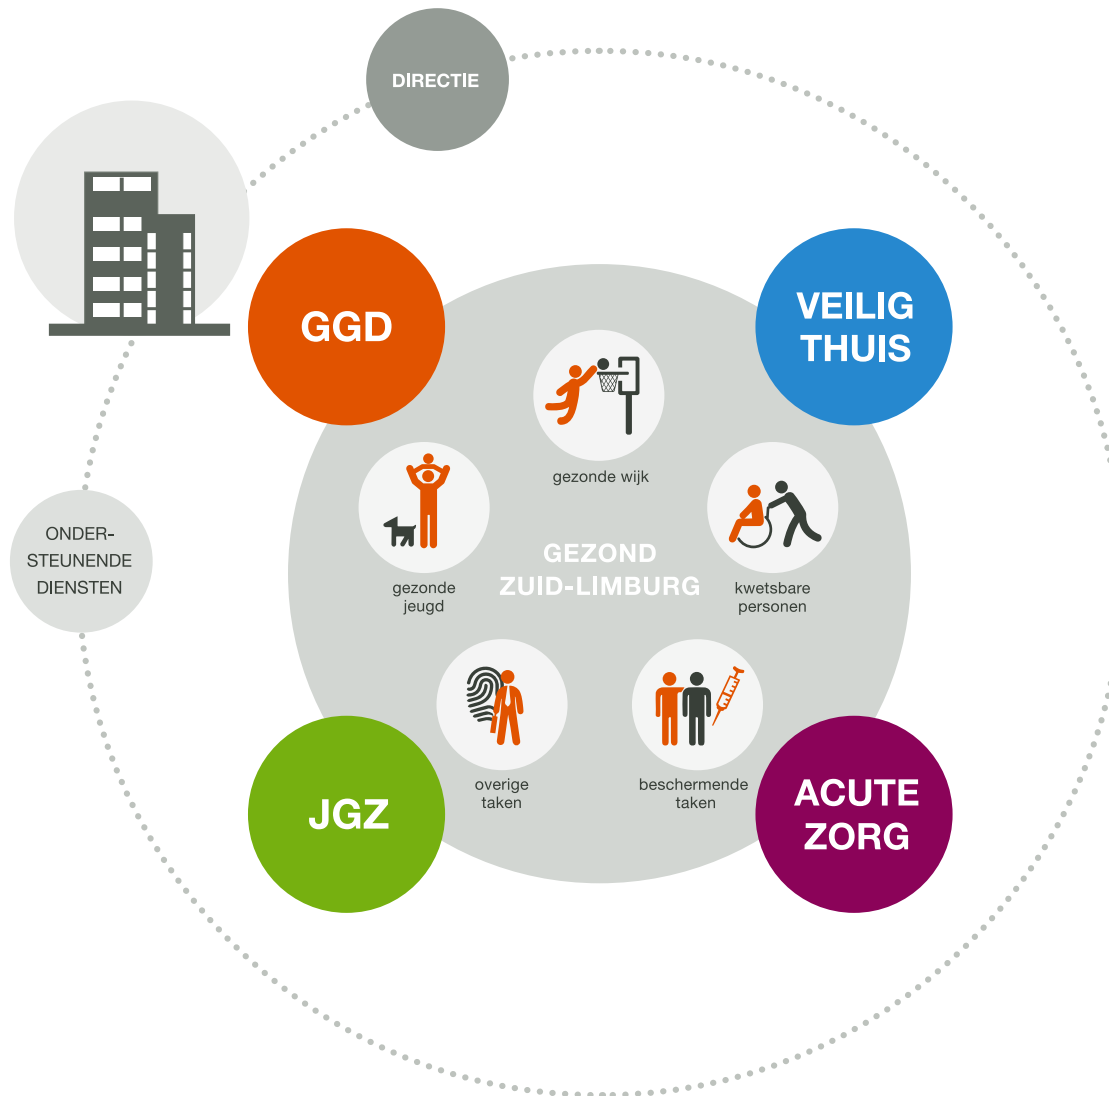 DIRECTIE
GGD
VEILIG
THUIS
gezonde wijk
gezonde
jeugd
GEZOND
ZUID-LIMBURG
kwetsbare
personen
ONDER-
STEUNENDE
DIENSTEN
overige
taken
beschermende
taken
JGZ
ACUTE
ZORG